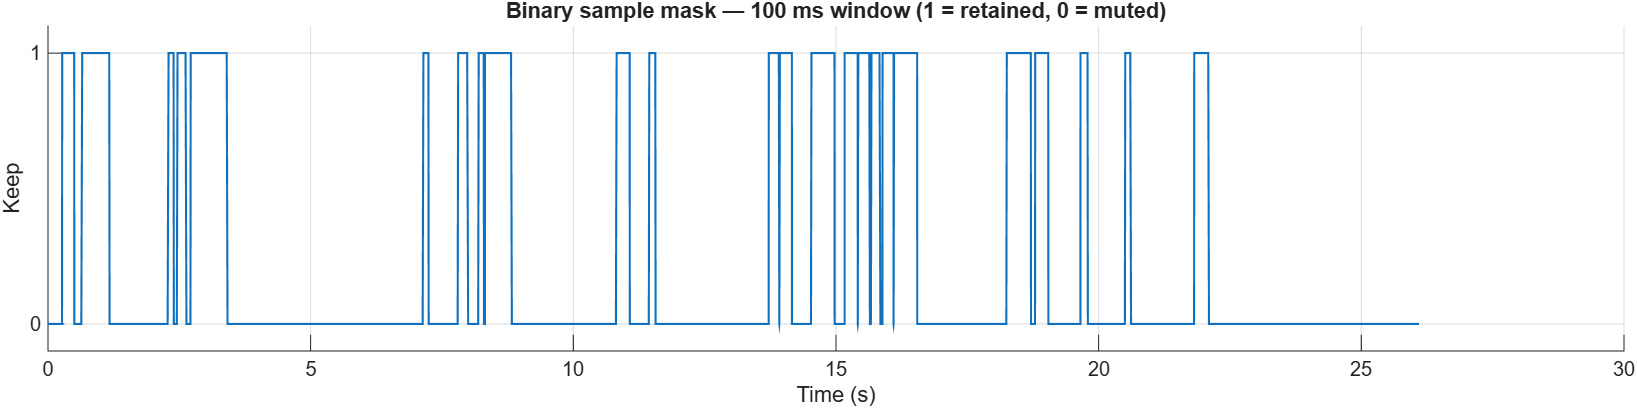 Binary sample mask — 100 ms window (1 = retained, 0 = muted)
1
Keep
0
0 5 10 15 20 25 30
Time (s)